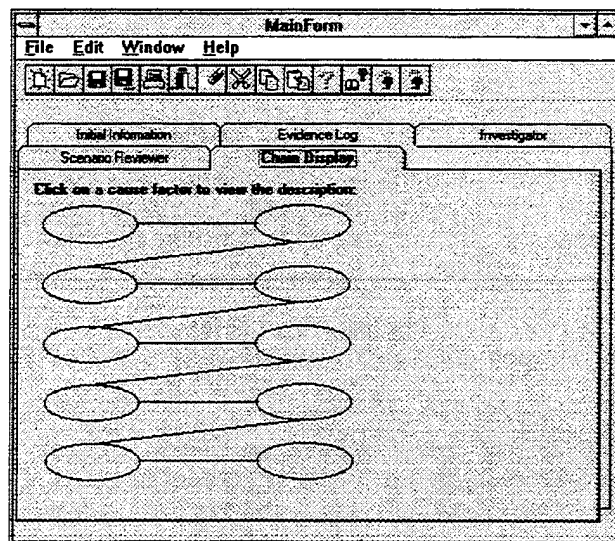 MainForm
File Edit Window Help
Initial Information Evidence Log Investigator
Scenario Reviewer Chain Display
Click on a cause factor to view the description: